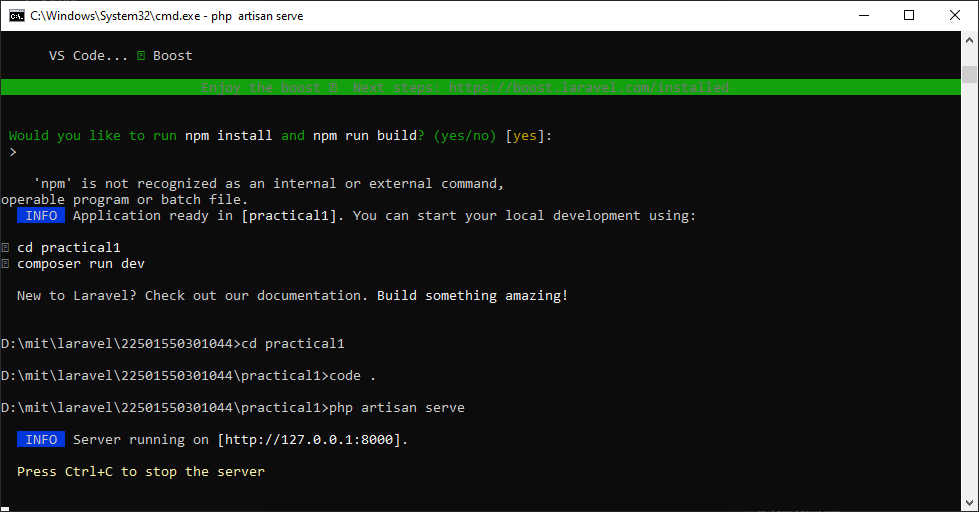 C:\Windows\System32\cmd.exe - php  artisan serve
VS Code... Boost
Enjoy the boost  Next steps: https://boost.laravel.com/installed
Would you like to run npm install and npm run build? (yes/no) [yes]:
>
'npm' is not recognized as an internal or external command,
operable program or batch file.
INFO Application ready in [practical1]. You can start your local development using:
cd practical1
composer run dev
New to Laravel? Check out our documentation. Build something amazing!
D:\mit\laravel\22501550301044>cd practical1
D:\mit\laravel\22501550301044\practical1>code .
D:\mit\laravel\22501550301044\practical1>php artisan serve
INFO Server running on [http://127.0.0.1:8000].
Press Ctrl+C to stop the server